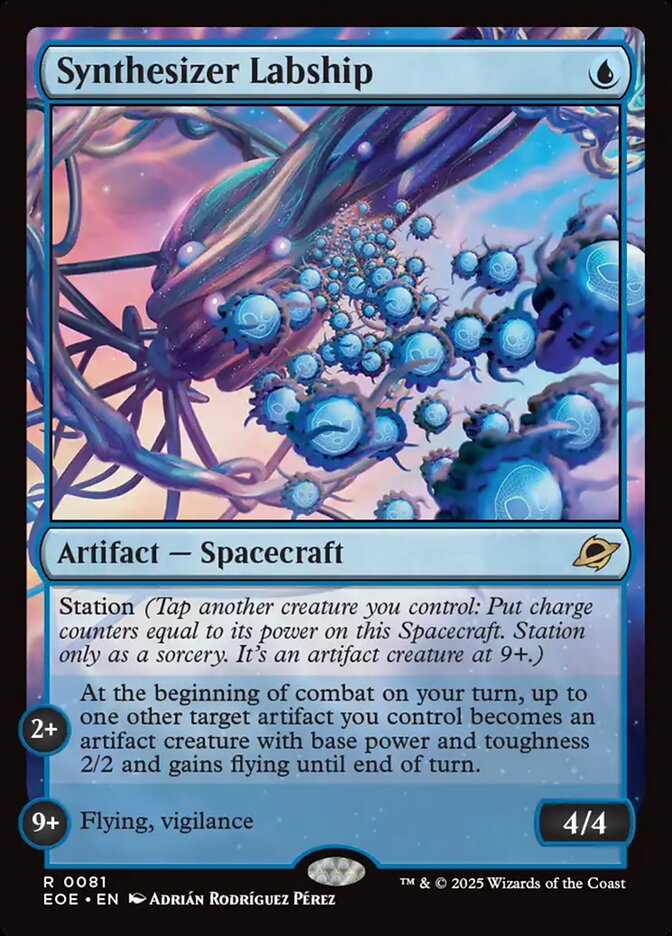 Synthesizer Labship
Artifact — Spacecraft
Station (Tap another creature you control: Put charge
counters equal to its power on this Spacecraft. Station
only as a sorcery. It's an artifact creature at 9+.)
2+
At the beginning of combat on your turn, up to
one other target artifact you control becomes an
artifact creature with base power and toughness
2/2 and gains flying until end of turn.
9+
Flying, vigilance
4/4
R 0081
EOE • EN Adrián Rodríguez Pérez
™ & © 2025 Wizards of the Coast